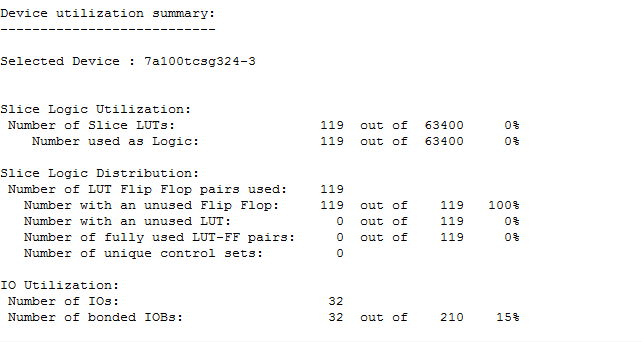 Device utilization summary:
---------------------------
Selected Device : 7a100tcsg324-3
Slice Logic Utilization:
Number of Slice LUTs: 119 out of 63400 0%
Number used as Logic: 119 out of 63400 0%
Slice Logic Distribution:
Number of LUT Flip Flop pairs used: 119
Number with an unused Flip Flop: 119 out of 119 100%
Number with an unused LUT: 0 out of 119 0%
Number of fully used LUT-FF pairs: 0 out of 119 0%
Number of unique control sets: 0
IO Utilization:
Number of IOs: 32
Number of bonded IOBs: 32 out of 210 15%